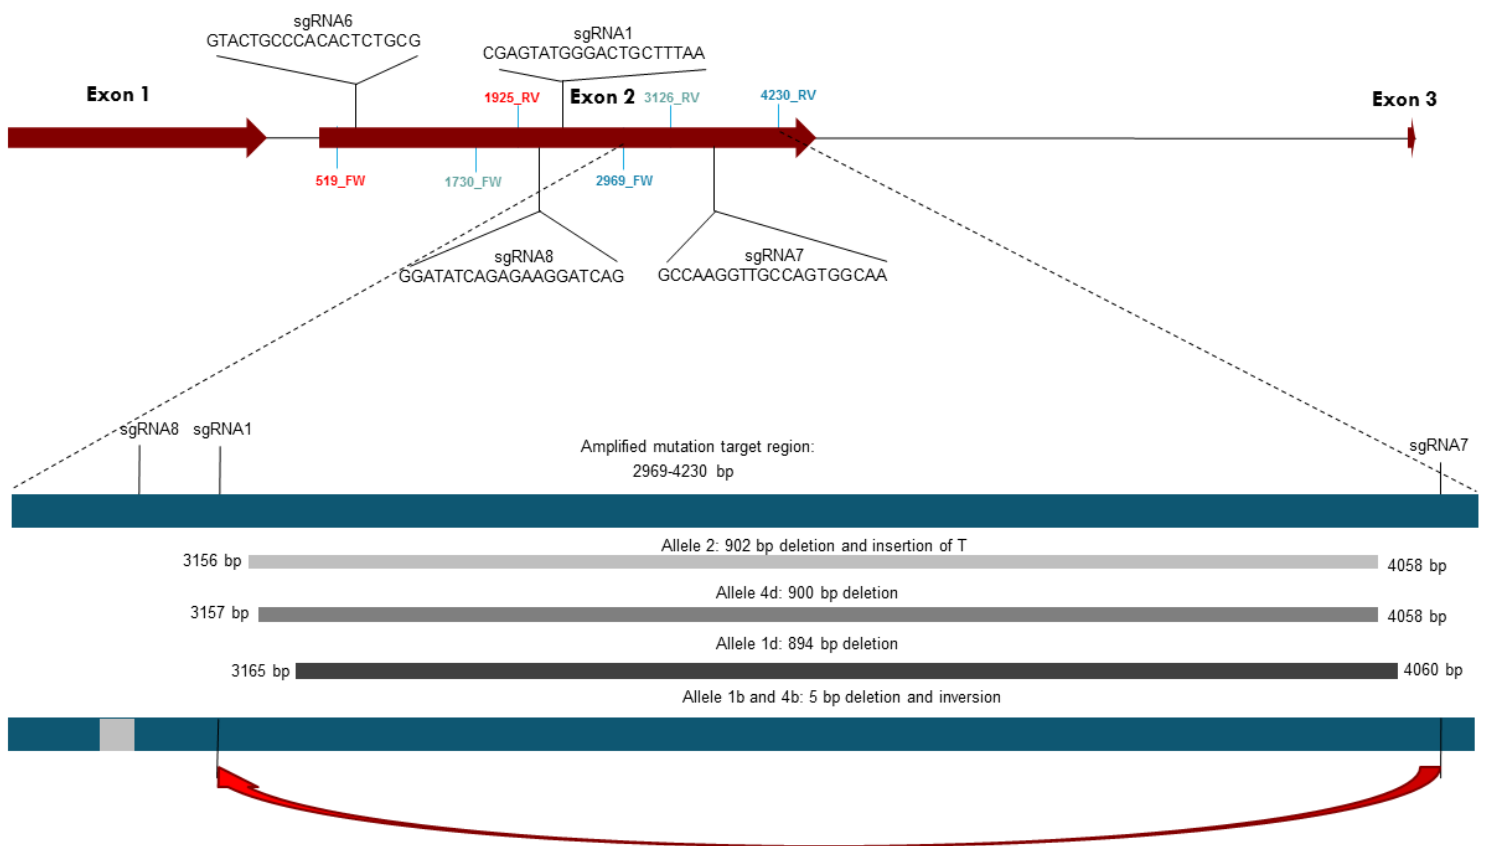 sgRNA6
GTACTGCCCACACTCTGCG
sgRNA1
CGAGTATGGGACTGCTTTAA
Exon 1
1925_RV
Exon 2
3126_RV
4230_RV
Exon 3
519_FW
1730_FW
2969_FW
sgRNA8
GGATATCAGAGAAGGATCAG
sgRNA7
GCCAAGGTTGCCAGTGGCAA
sgRNA8
sgRNA1
Amplified mutation target region:
2969-4230 bp
sgRNA7
Allele 2: 902 bp deletion and insertion of T
3156 bp
4058 bp
Allele 4d: 900 bp deletion
3157 bp
4058 bp
Allele 1d: 894 bp deletion
3165 bp
4060 bp
Allele 1b and 4b: 5 bp deletion and inversion